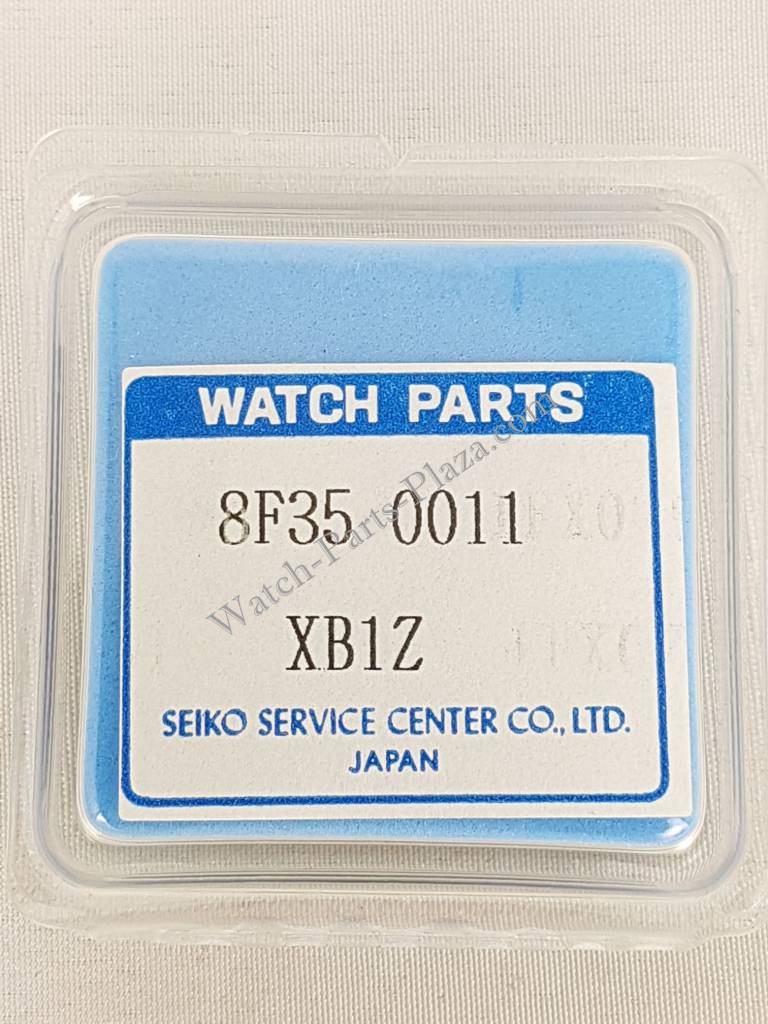 WATCH PARTS
8F35 0011
XB1Z
SEIKO SERVICE CENTER CO., LTD.
JAPAN
Watch-Parts-Plaza.com